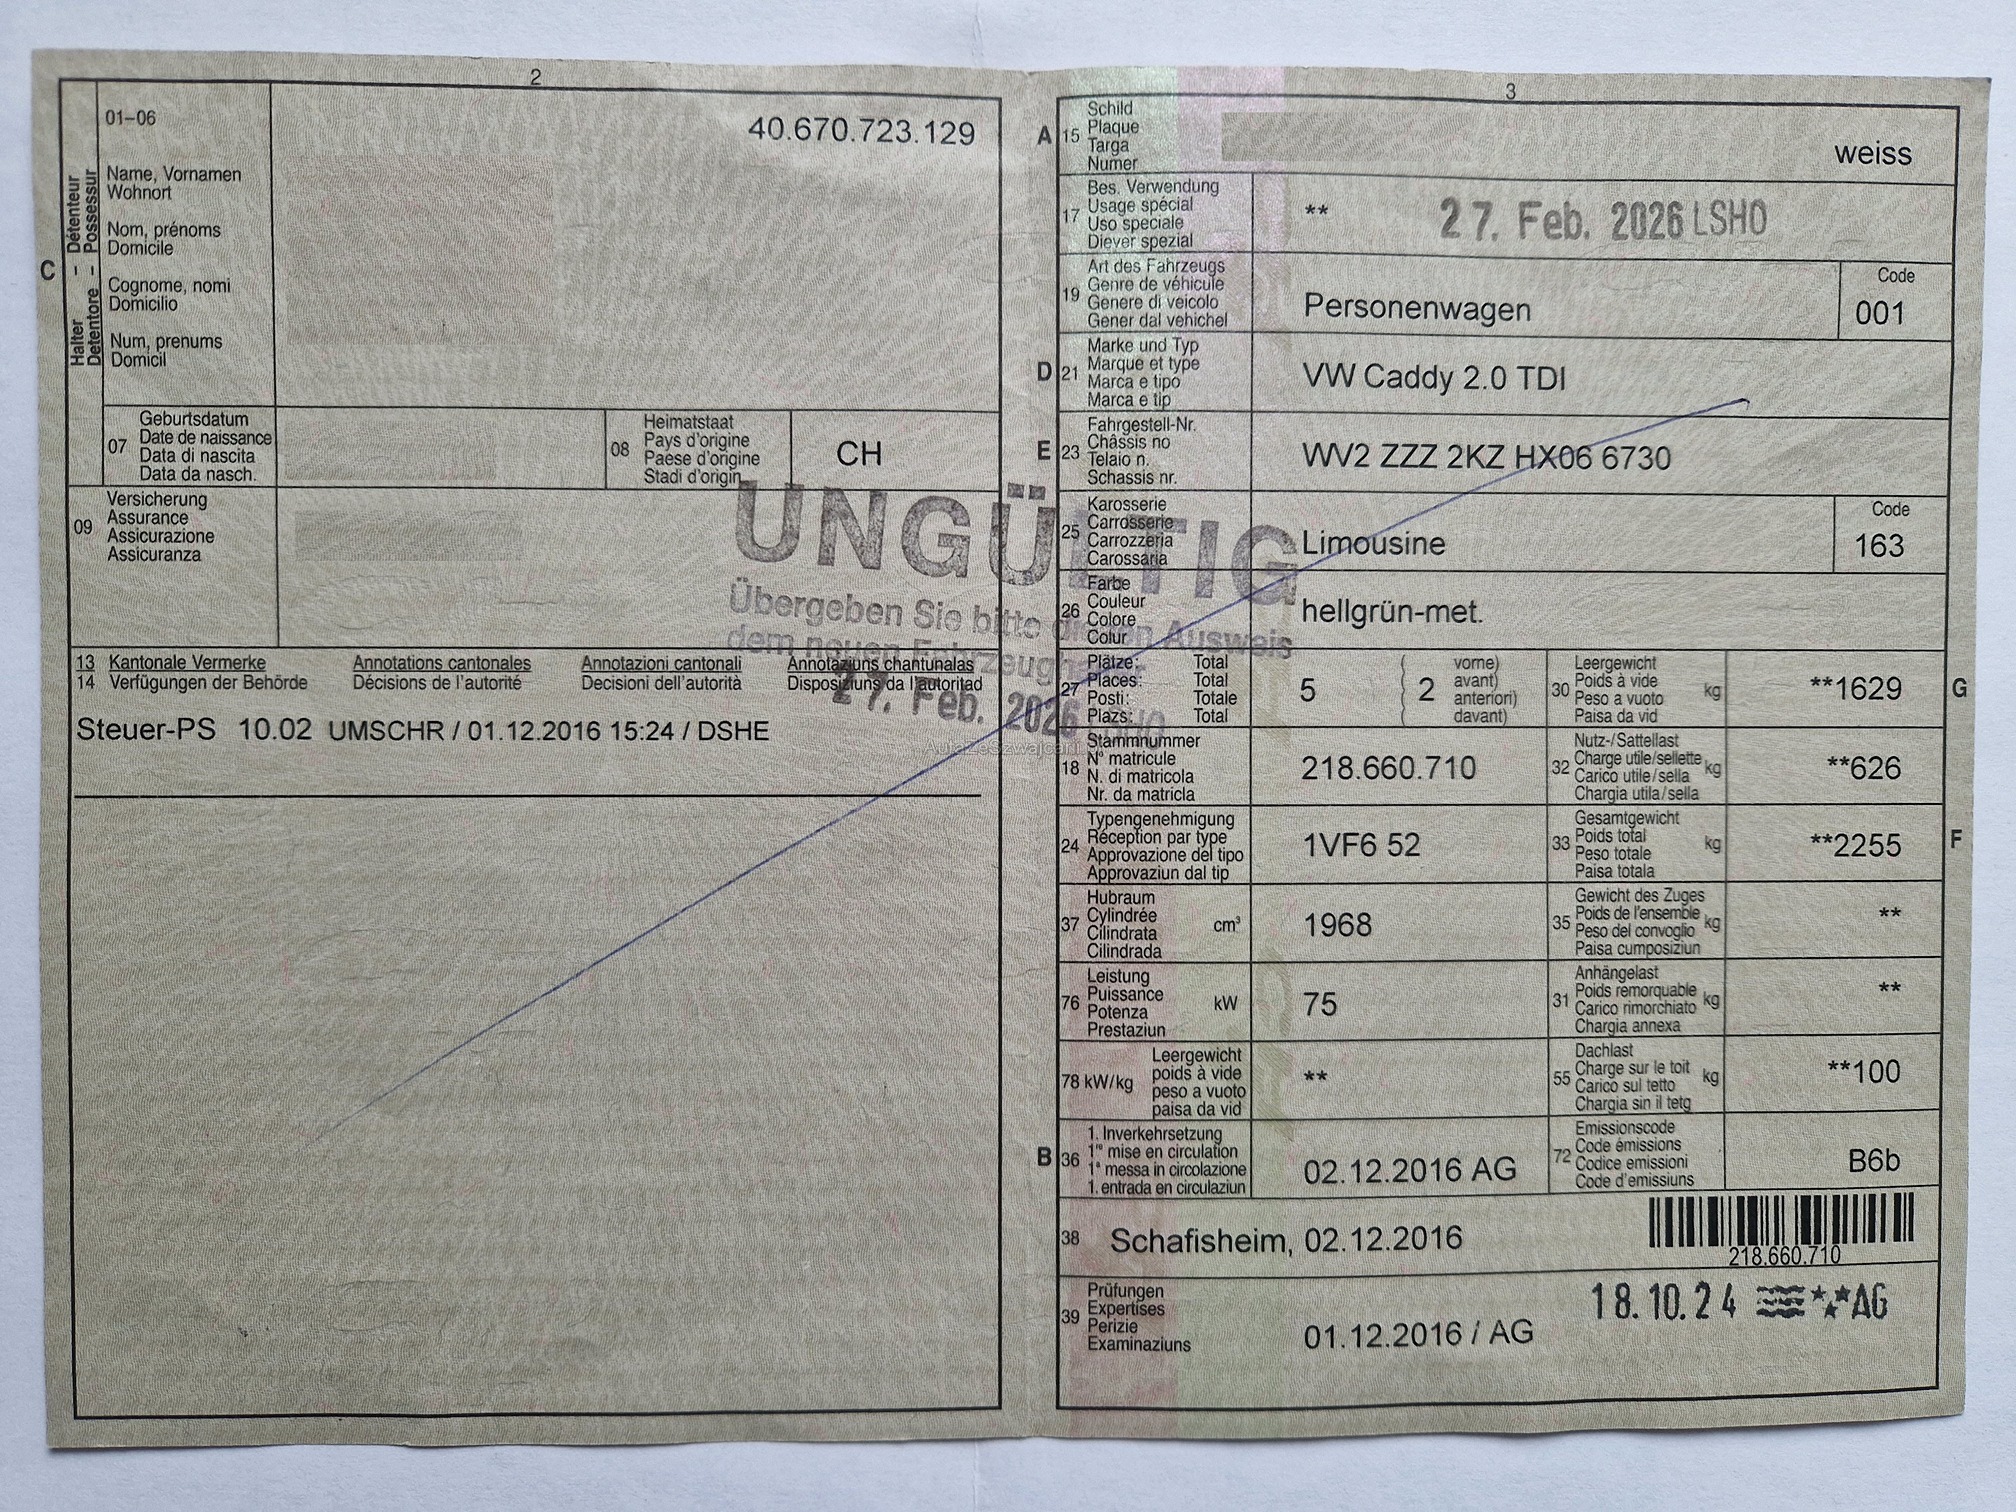 2
01–06
40.670.723.129
C
Halter - Détenteur
Detentore - Possessur
Name, Vornamen
Wohnort
Nom, prénoms
Domicile
Cognome, nomi
Domicilio
Num, prenums
Domicil
07
Geburtsdatum
Date de naissance
Data di nascita
Data da nasch.
08
Heimatstaat
Pays d'origine
Paese d'origine
Stadi d'origin
CH
09
Versicherung
Assurance
Assicurazione
Assicuranza
UNGÜLTIG
Übergeben Sie bitte diesen Ausweis
dem neuen Fahrzeug
27. Feb. 2026 LSHO
13 Kantonale Vermerke Annotations cantonales Annotazioni cantonali Annotaziuns chantunalas
14 Verfügungen der Behörde Décisions de l'autorité Decisioni dell'autorità Disposiziuns da l'autoritad
Steuer-PS 10.02 UMSCHR / 01.12.2016 15:24 / DSHE
3
A 15
Schild
Plaque
Targa
Numer
weiss
17
Bes. Verwendung
Usage spécial
Uso speciale
Diever spezial
**
27. Feb. 2026 LSHO
19
Art des Fahrzeugs
Genre de véhicule
Genere di veicolo
Gener dal vehichel
Personenwagen
Code
001
D 21
Marke und Typ
Marque et type
Marca e tipo
Marca e tip
VW Caddy 2.0 TDI
E 23
Fahrgestell-Nr.
Châssis no
Telaio n.
Schassis nr.
WV2 ZZZ 2KZ HX06 6730
25
Karosserie
Carrosserie
Carrozzeria
Carossaria
Limousine
Code
163
26
Farbe
Couleur
Colore
Colur
hellgrün-met.
27
Plätze: Total
Places: Total
Posti: Totale
Plazs: Total
5
( 2 vorne)
avant)
anteriori)
davant)
30
Leergewicht
Poids à vide
Peso a vuoto
Paisa da vid
kg
**1629
G
18
Stammnummer
N° matricule
N. di matricola
Nr. da matricla
218.660.710
32
Nutz-/Sattellast
Charge utile/sellette
Carico utile/sella
Chargia utila/sella
kg
**626
24
Typengenehmigung
Réception par type
Approvazione del tipo
Approvaziun dal tip
1VF6 52
33
Gesamtgewicht
Poids total
Peso totale
Paisa totala
kg
**2255
F
37
Hubraum
Cylindrée
Cilindrata
Cilindrada
cm³
1968
35
Gewicht des Zuges
Poids de l'ensemble
Peso del convoglio
Paisa cumposiziun
kg
**
76
Leistung
Puissance
Potenza
Prestaziun
kW
75
31
Anhängelast
Poids remorquable
Carico rimorchiato
Chargia annexa
kg
**
78 kW/kg
Leergewicht
poids à vide
peso a vuoto
paisa da vid
**
55
Dachlast
Charge sur le toit
Carico sul tetto
Chargia sin il tetg
kg
**100
B 36
1. Inverkehrsetzung
1re mise en circulation
1a messa in circolazione
1. entrada en circulaziun
02.12.2016 AG
72
Emissionscode
Code émissions
Codice emissioni
Code d'emissiuns
B6b
38
Schafisheim, 02.12.2016
218.660.710
39
Prüfungen
Expertises
Perizie
Examinaziuns
01.12.2016 / AG
18.10.24 AG